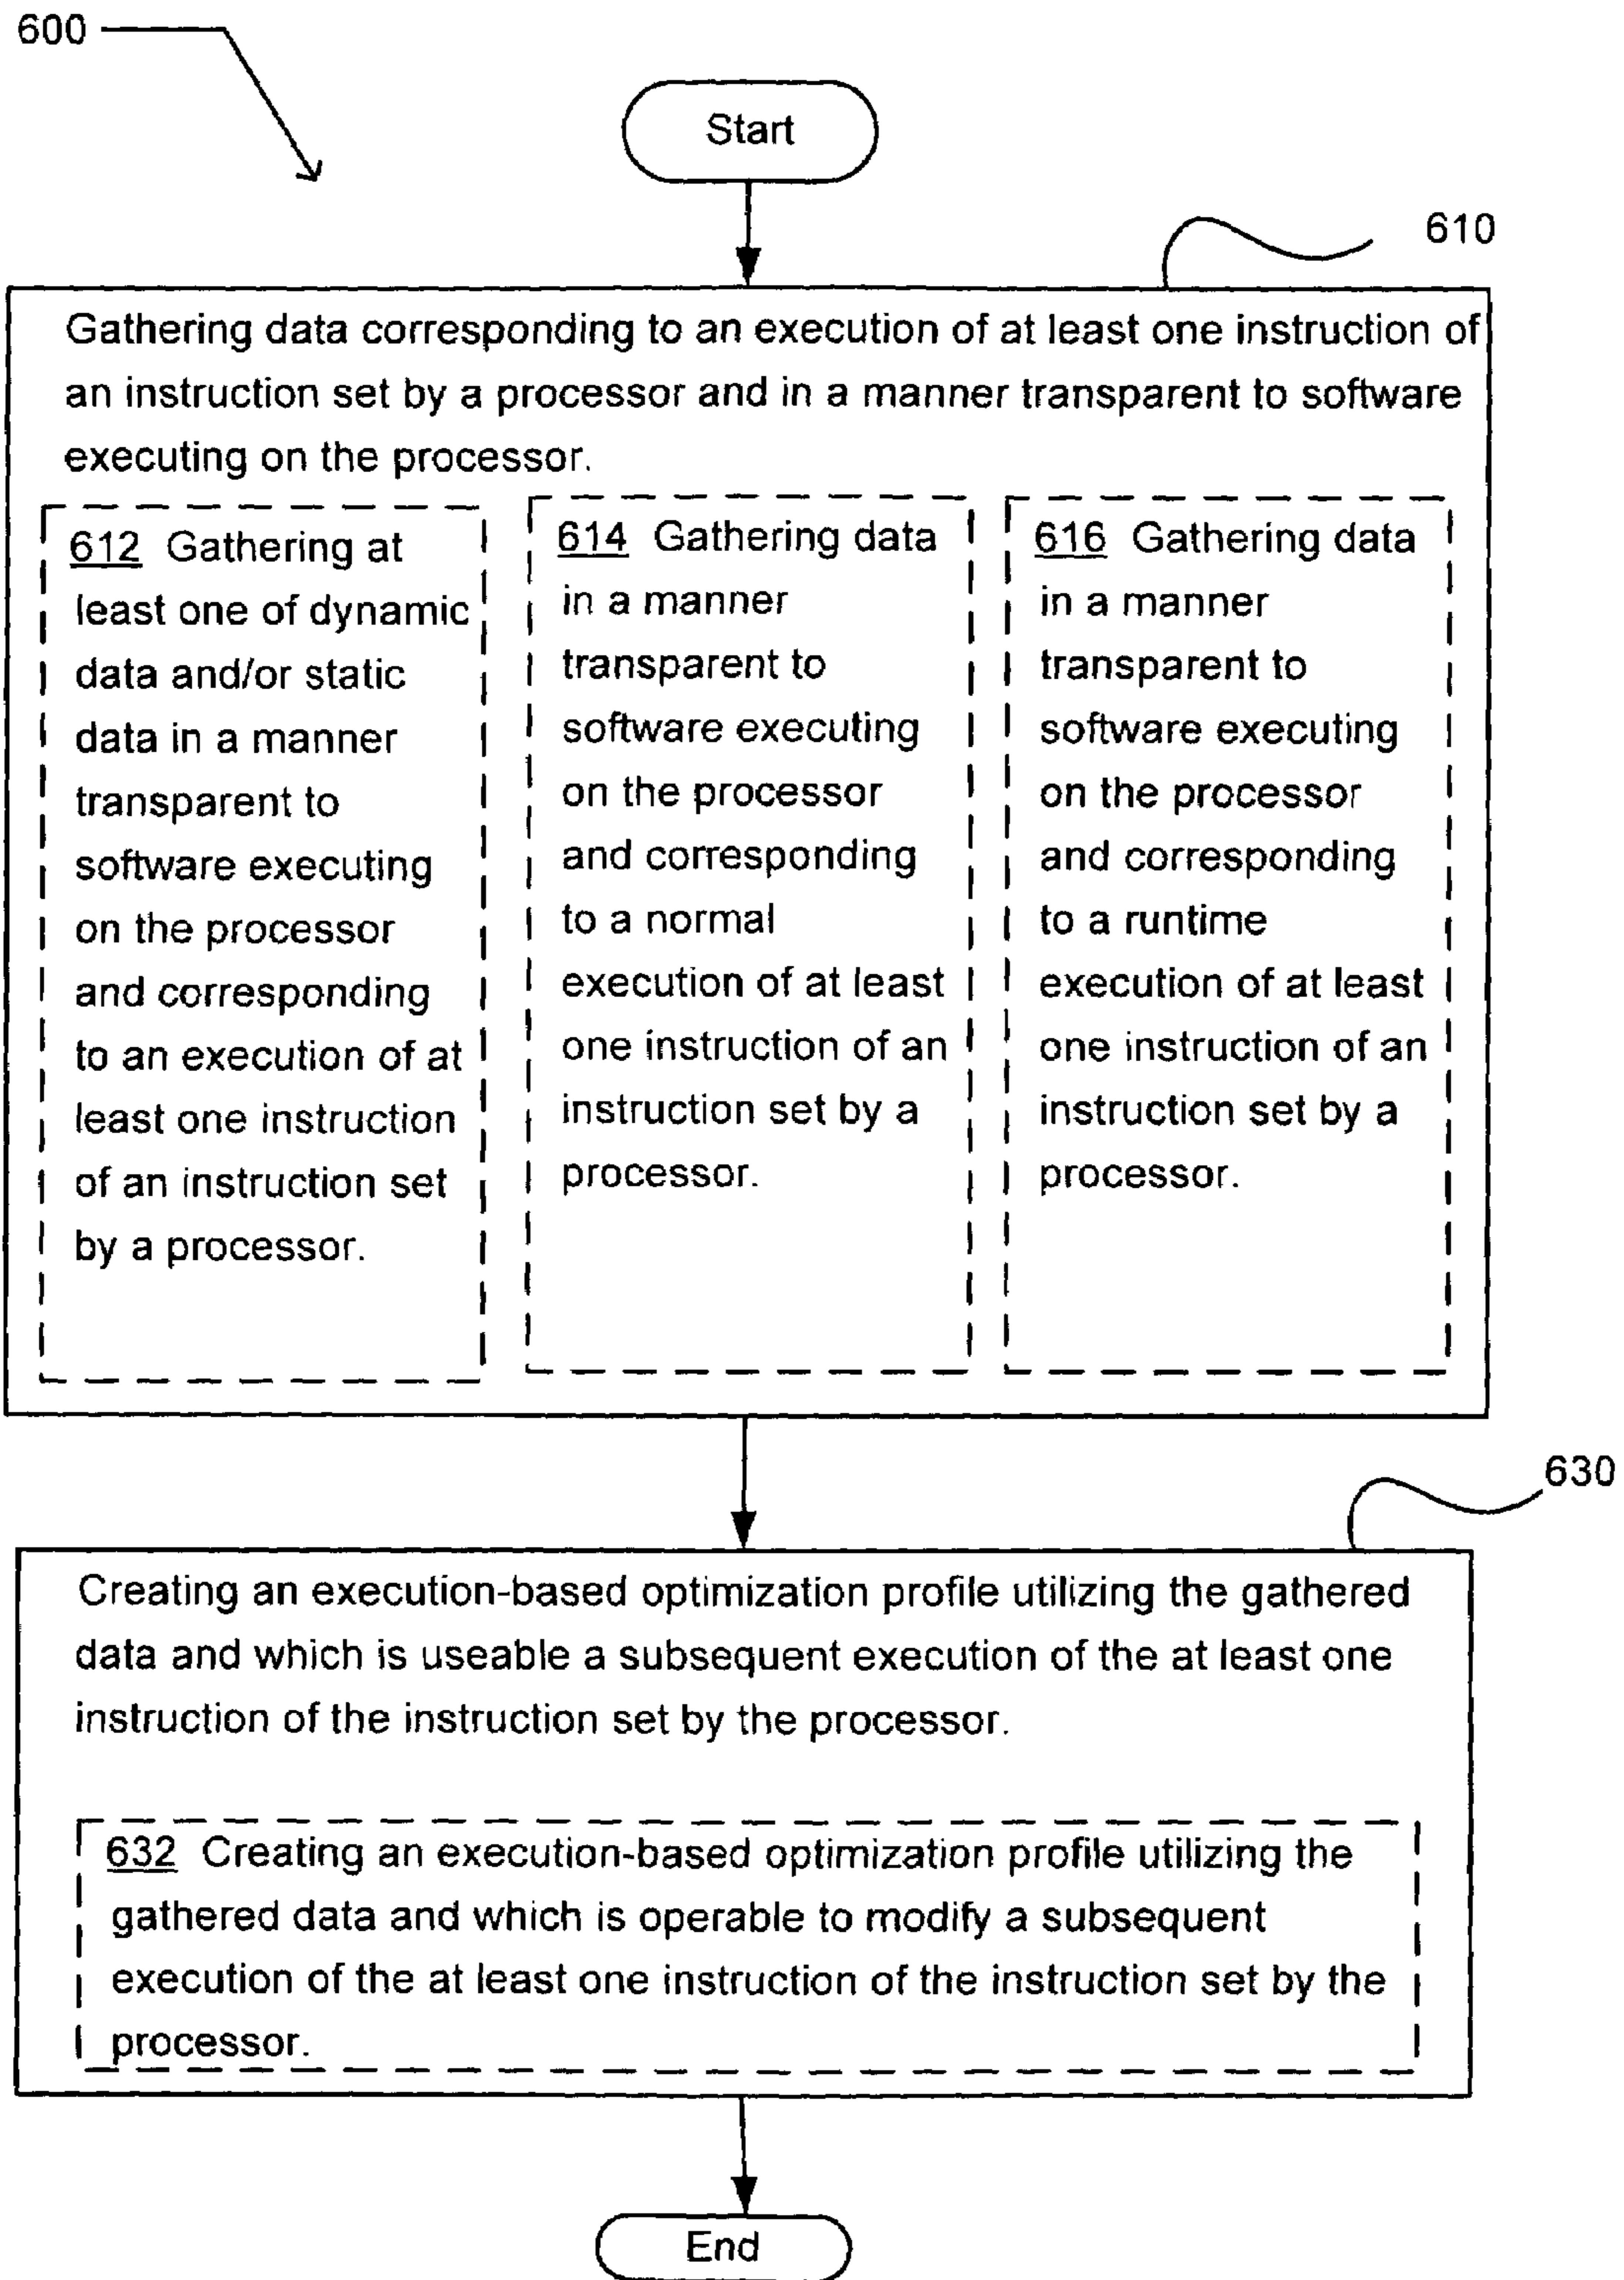 600
Start
610
Gathering data corresponding to an execution of at least one instruction of
an instruction set by a processor and in a manner transparent to software
executing on the processor.
612 Gathering at
least one of dynamic
data and/or static
data in a manner
transparent to
software executing
on the processor
and corresponding
to an execution of at
least one instruction
of an instruction set
by a processor.
614 Gathering data
in a manner
transparent to
software executing
on the processor
and corresponding
to a normal
execution of at least
one instruction of an
instruction set by a
processor.
616 Gathering data
in a manner
transparent to
software executing
on the processor
and corresponding
to a runtime
execution of at least
one instruction of an
instruction set by a
processor.
630
Creating an execution-based optimization profile utilizing the gathered
data and which is useable a subsequent execution of the at least one
instruction of the instruction set by the processor.
632 Creating an execution-based optimization profile utilizing the
gathered data and which is operable to modify a subsequent
execution of the at least one instruction of the instruction set by the
processor.
End